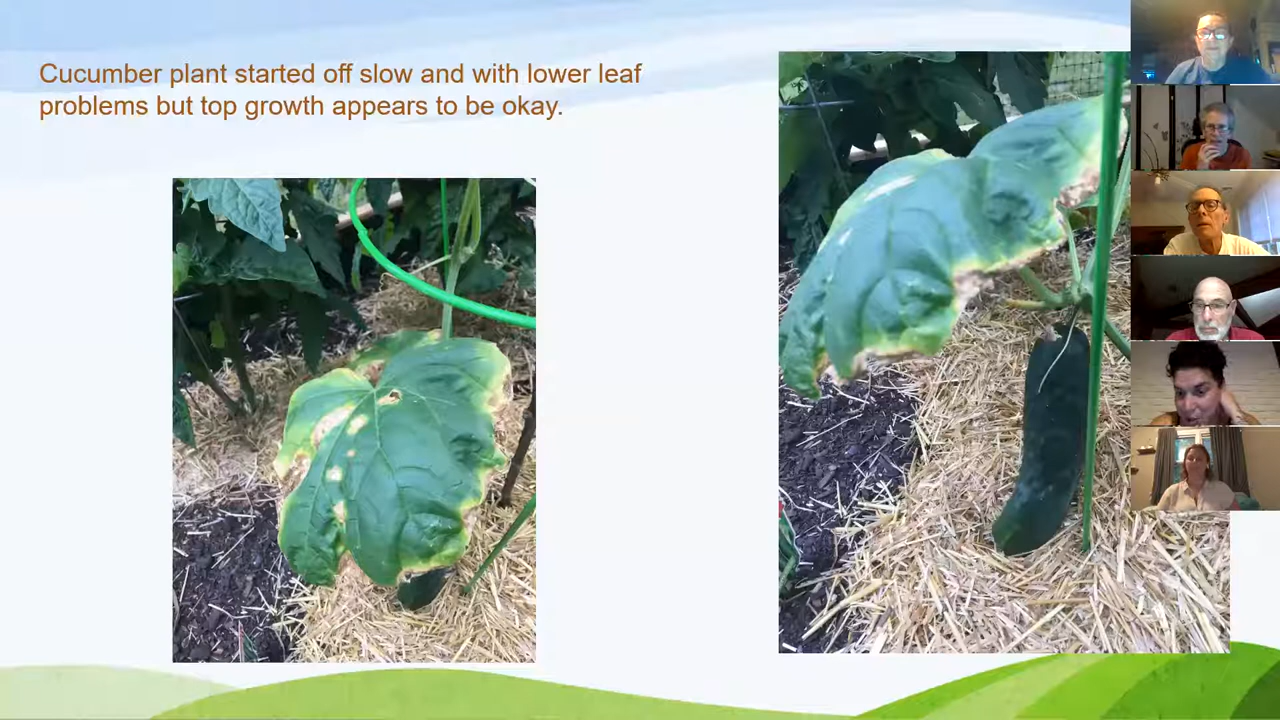 Cucumber plant started off slow and with lower leaf
problems but top growth appears to be okay.